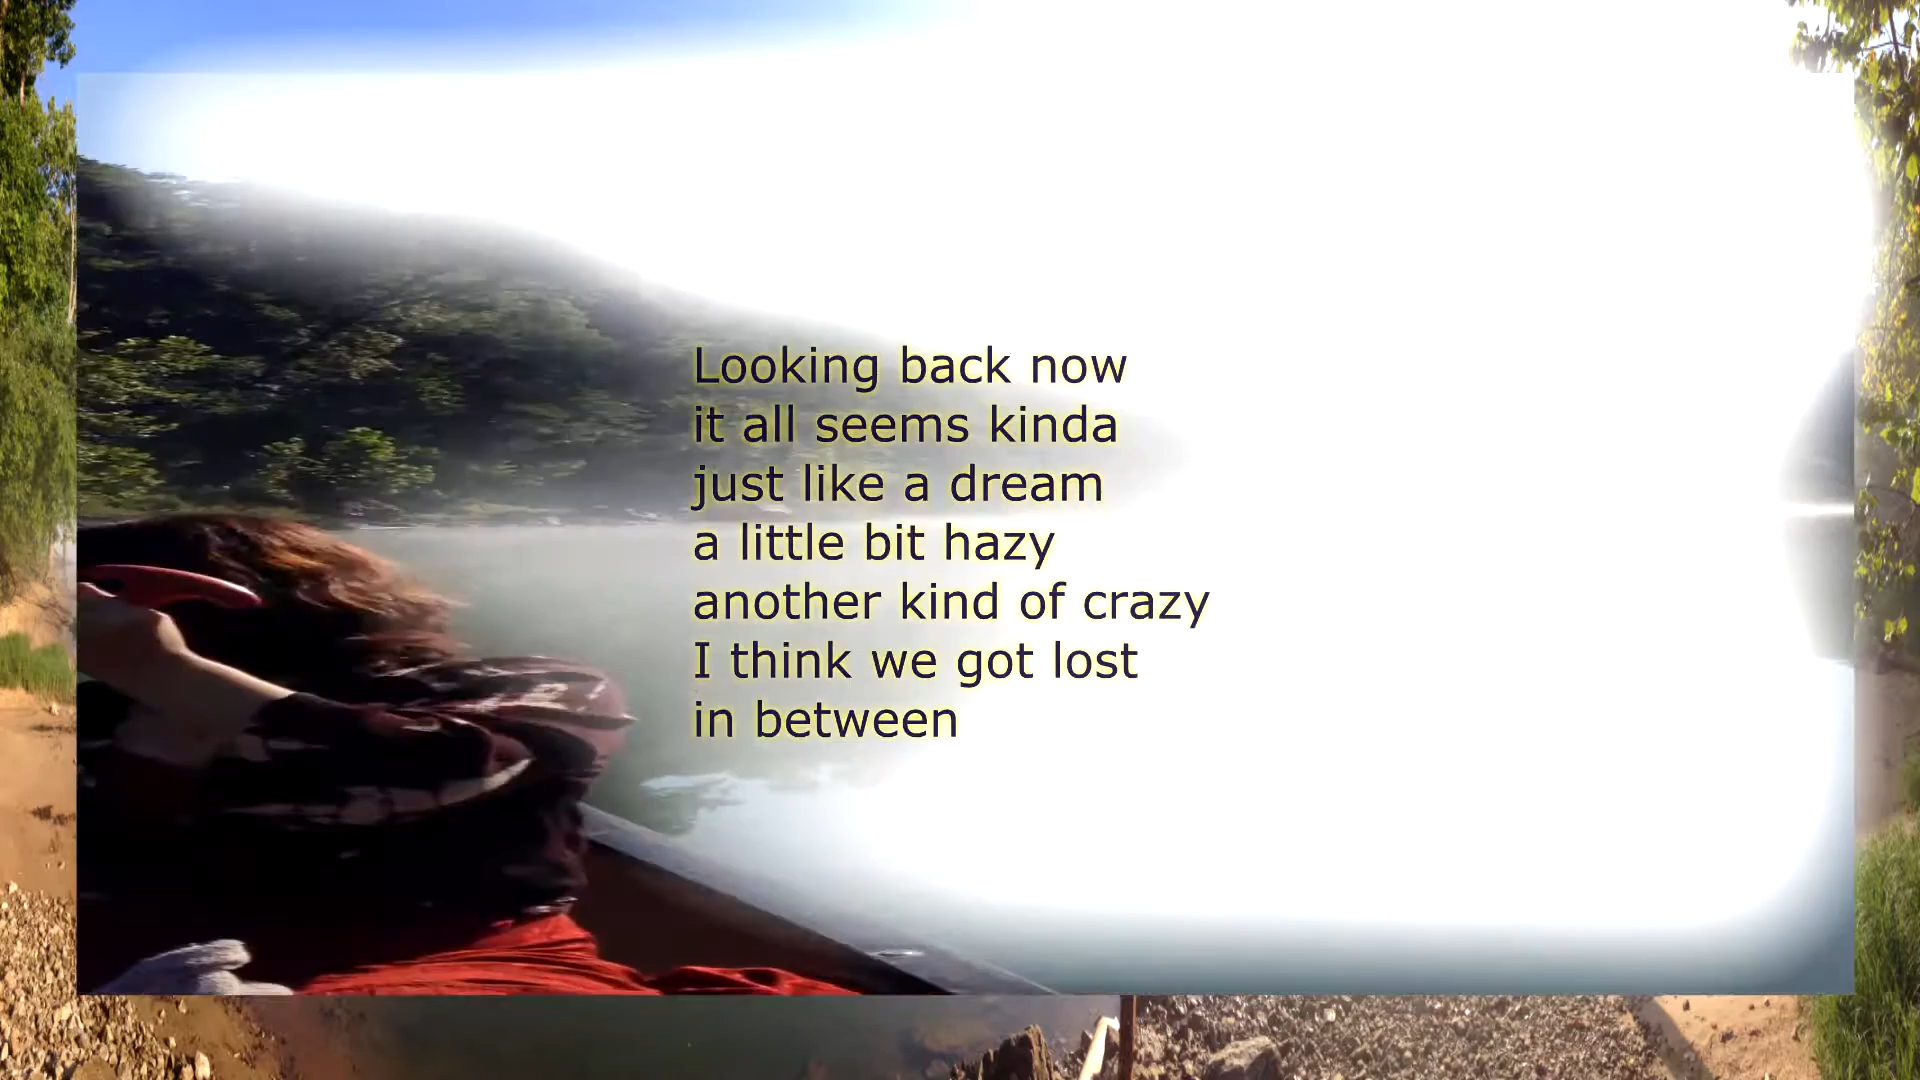 Looking back now
it all seems kinda
just like a dream
a little bit hazy
another kind of crazy
I think we got lost
in between